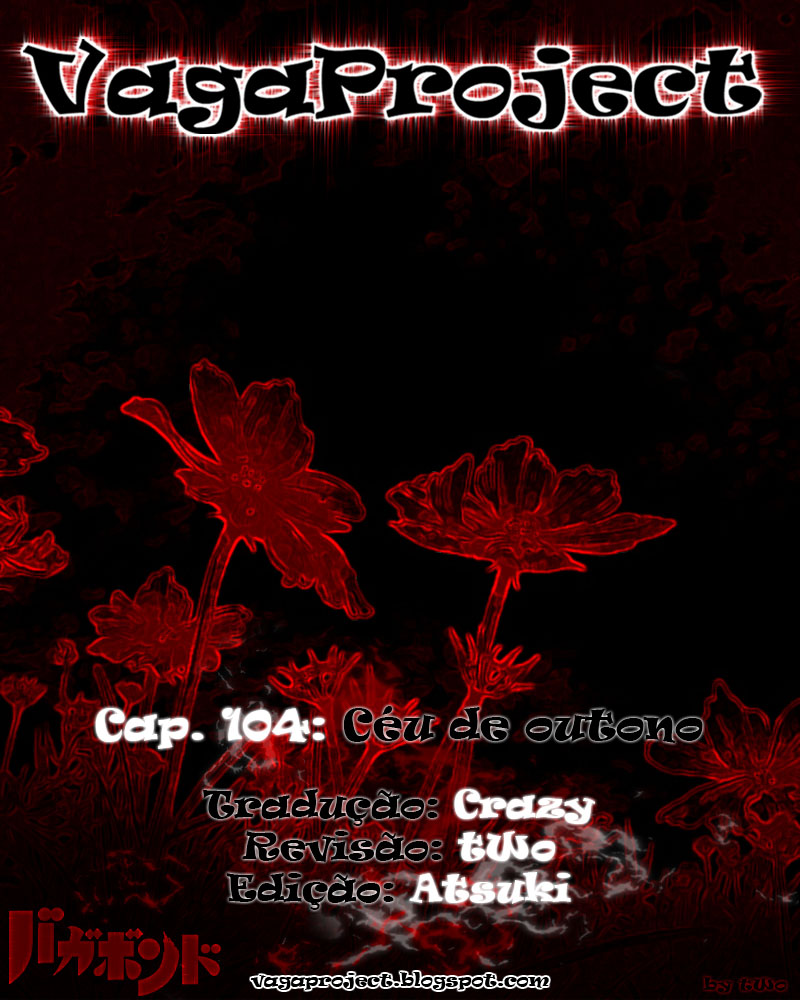 VagaProject
Cap. 104: Céu de outono
Tradução: Crazy
Revisão: tWo
Edição: Atsuki
バガボンド
vagaproject.blogspot.com
by tWo